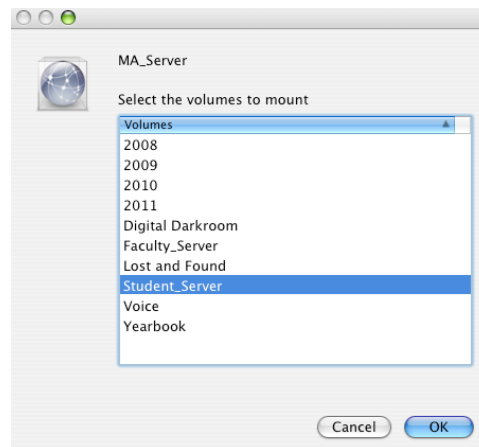 MA_Server
Select the volumes to mount
Volumes
2008
2009
2010
2011
Digital Darkroom
Faculty_Server
Lost and Found
Student_Server
Voice
Yearbook
Cancel
OK